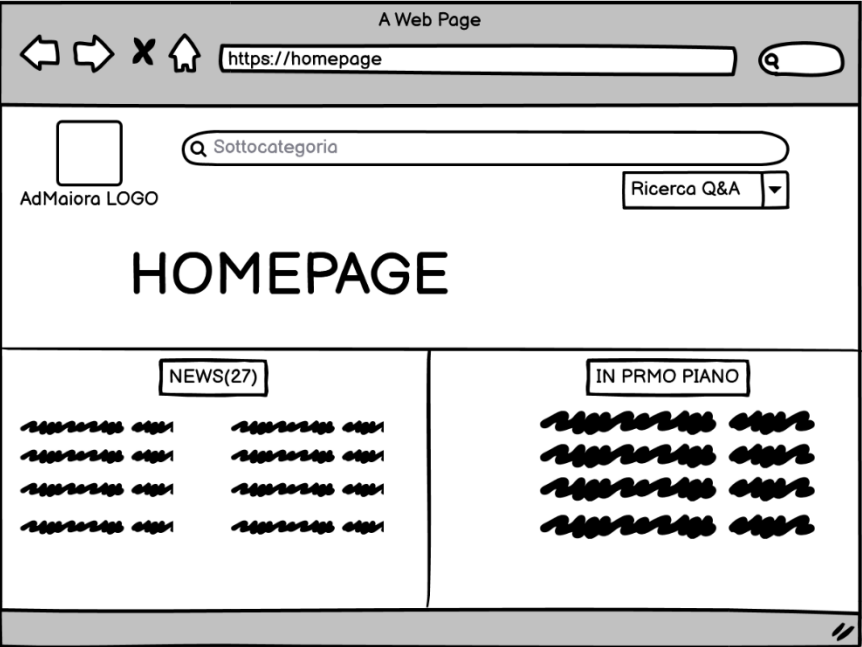 A Web Page
https://homepage
Sottocategoria
Ricerca Q&A
AdMaiora LOGO
HOMEPAGE
NEWS(27)
IN PRMO PIANO